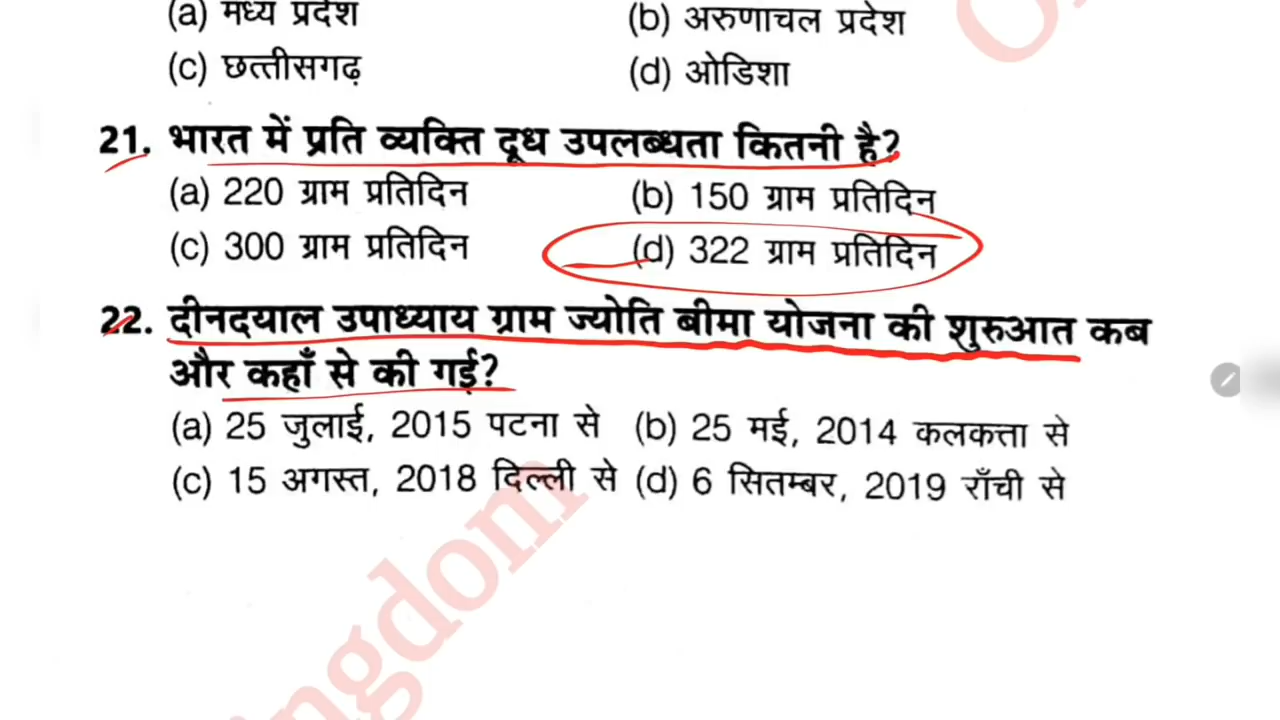 (a) मध्य प्रदेश (b) अरुणाचल प्रदेश
(c) छत्तीसगढ़ (d) ओडिशा
21. भारत में प्रति व्यक्ति दूध उपलब्धता कितनी है?
(a) 220 ग्राम प्रतिदिन (b) 150 ग्राम प्रतिदिन
(c) 300 ग्राम प्रतिदिन (d) 322 ग्राम प्रतिदिन
22. दीनदयाल उपाध्याय ग्राम ज्योति बीमा योजना की शुरुआत कब
और कहाँ से की गई?
(a) 25 जुलाई, 2015 पटना से (b) 25 मई, 2014 कलकत्ता से
(c) 15 अगस्त, 2018 दिल्ली से (d) 6 सितम्बर, 2019 राँची से